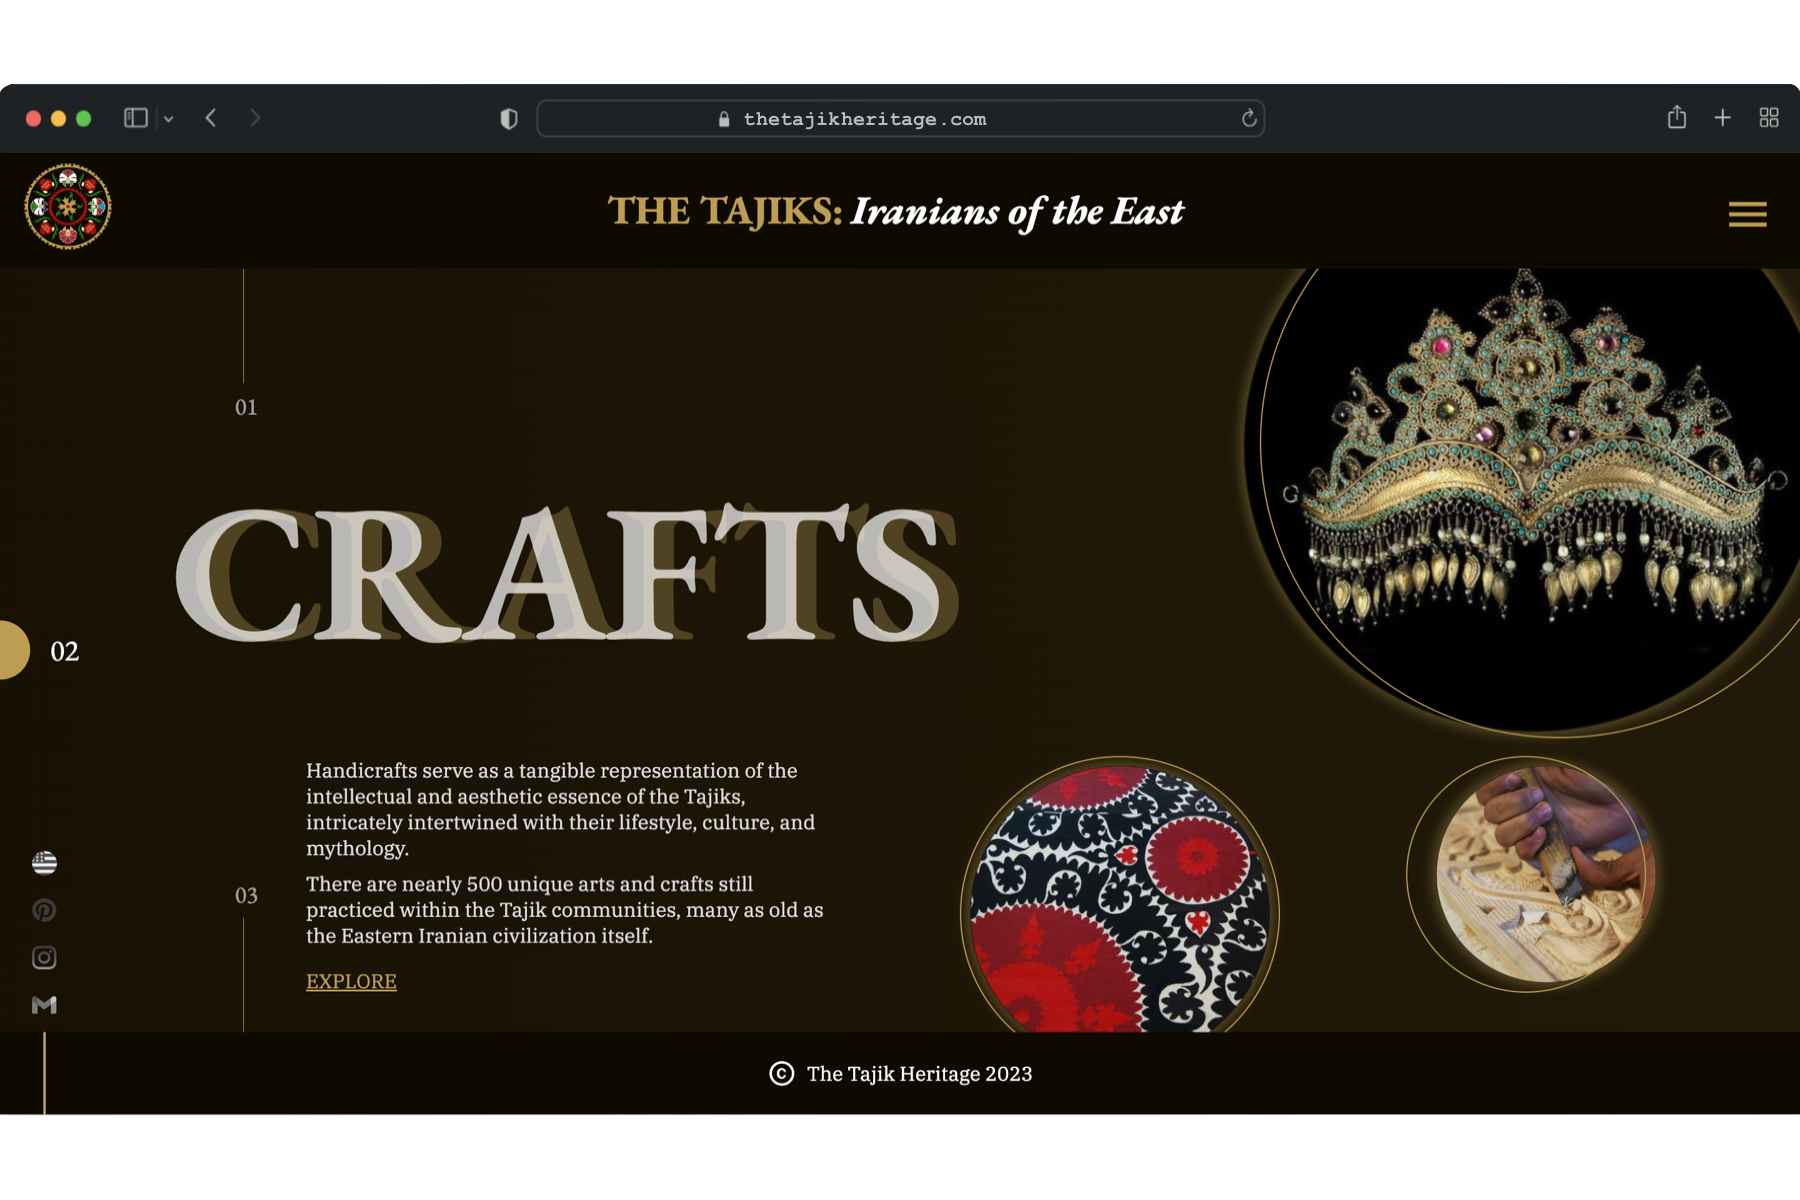 thetajikheritage.com
THE TAJIKS: Iranians of the East
01
CRAFTS
02
Handicrafts serve as a tangible representation of the
intellectual and aesthetic essence of the Tajiks,
intricately intertwined with their lifestyle, culture, and
mythology.
There are nearly 500 unique arts and crafts still
03
practiced within the Tajik communities, many as old as
the Eastern Iranian civilization itself.
EXPLORE
© The Tajik Heritage 2023